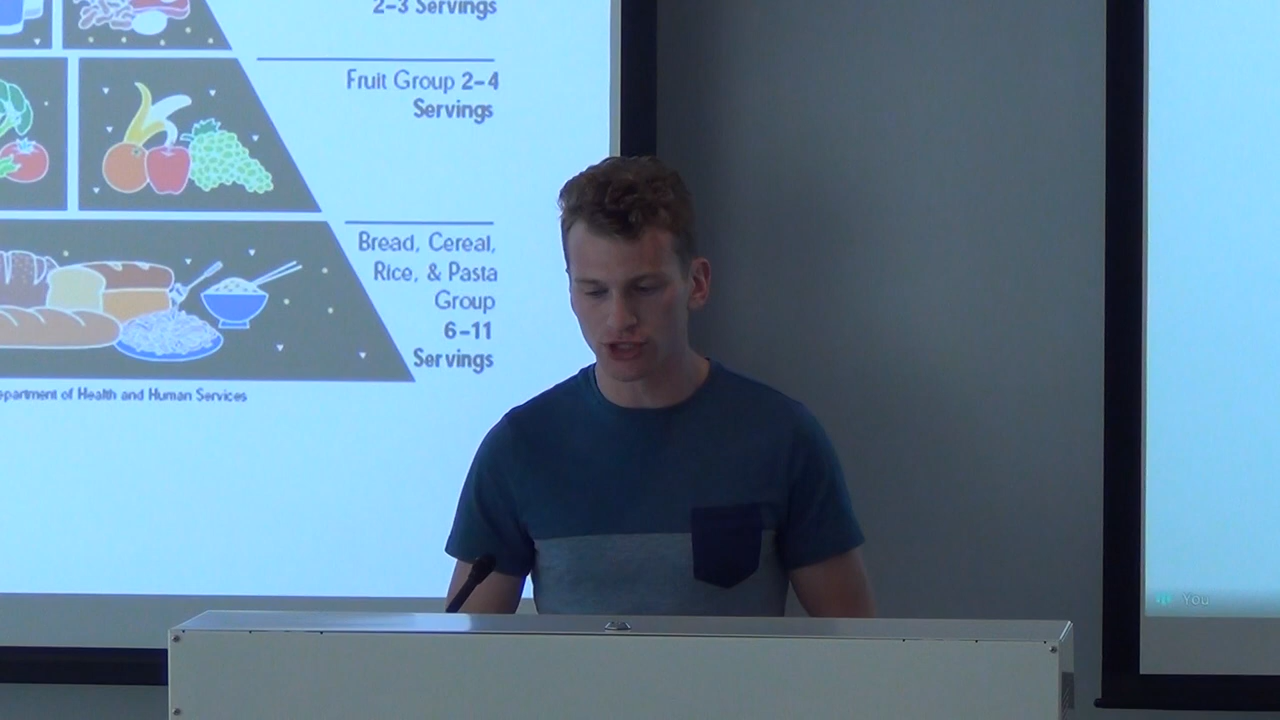 2–3 Servings
Fruit Group 2–4
Servings
Bread, Cereal,
Rice, & Pasta
Group
6–11
Servings
of Health and Human Services
You